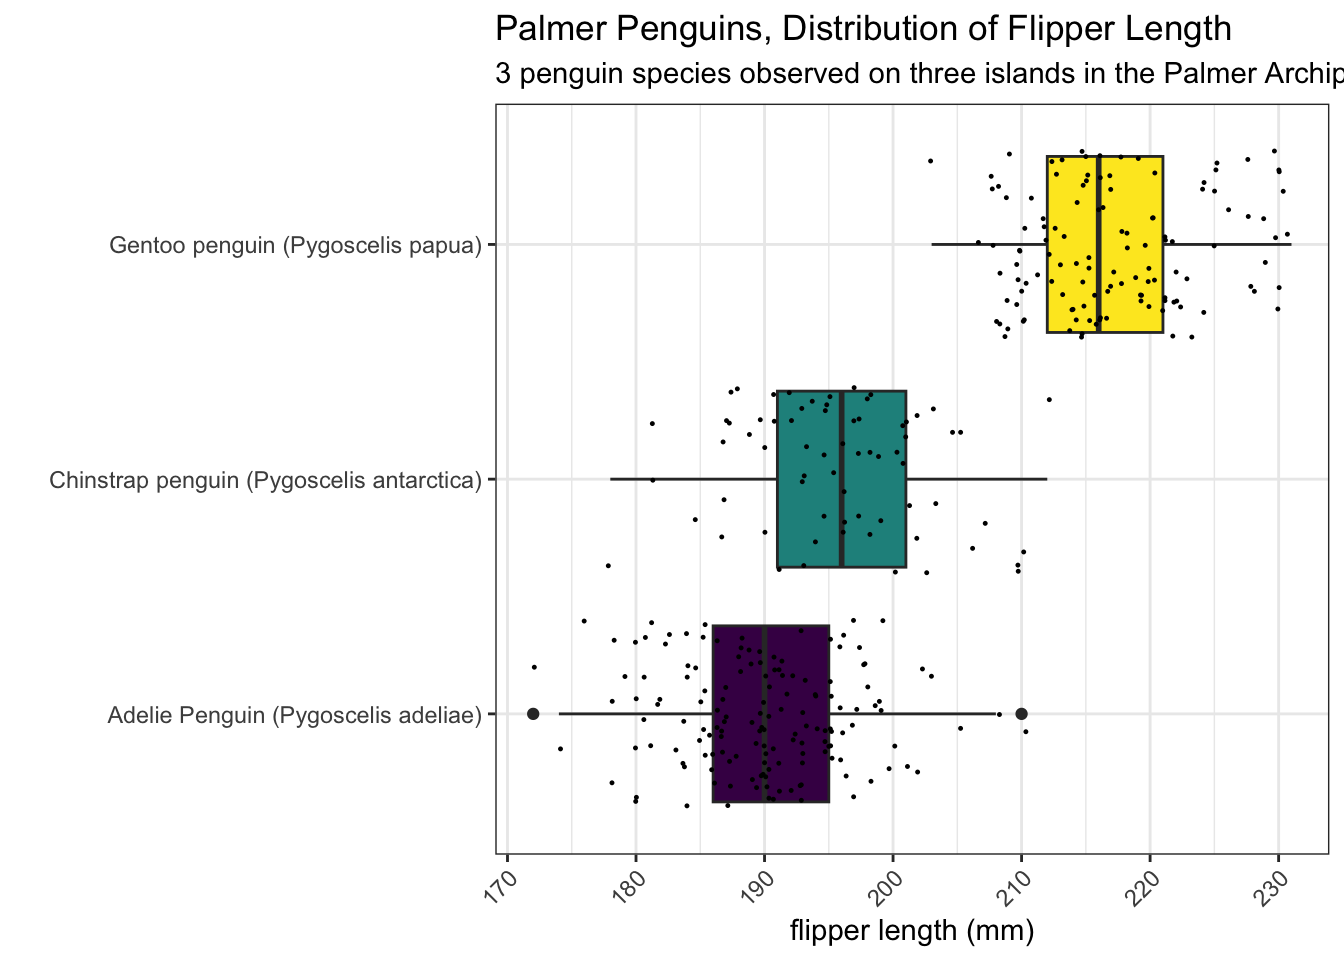 Palmer Penguins, Distribution of Flipper Length
3 penguin species observed on three islands in the Palmer Archip
Gentoo penguin (Pygoscelis papua)
Chinstrap penguin (Pygoscelis antarctica)
Adelie Penguin (Pygoscelis adeliae)
170 180 190 200 210 220 230
flipper length (mm)